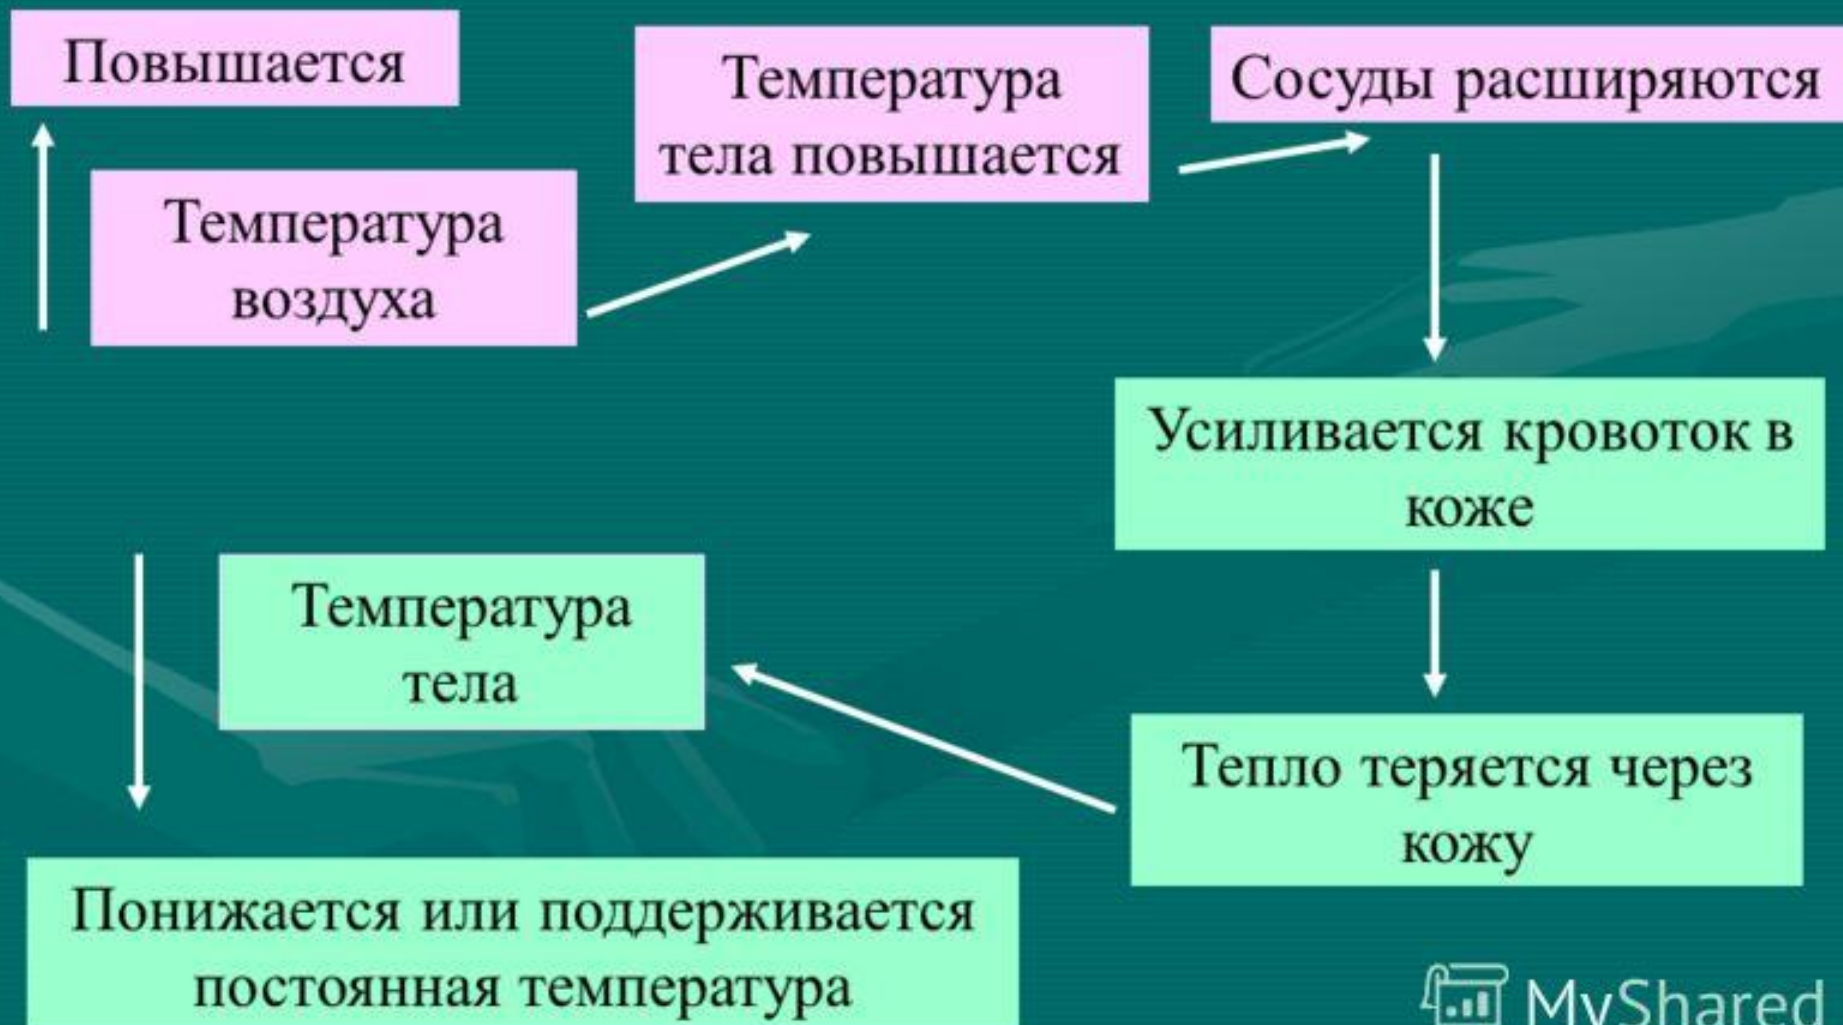 Повышается
Температура
воздуха
Температура
тела повышается
Сосуды расширяются
Усиливается кровоток в
коже
Тепло теряется через
кожу
Температура
тела
Понижается или поддерживается
постоянная температура
MyShared